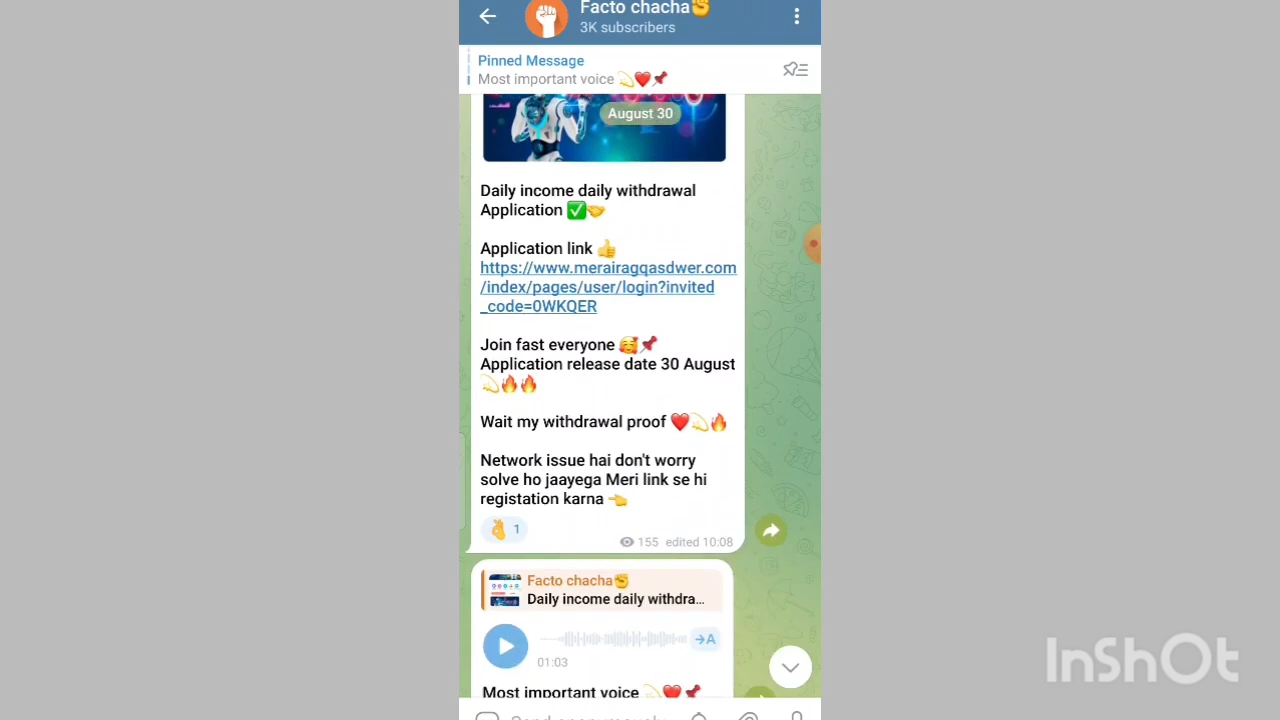 Facto chacha✊
3K subscribers
Pinned Message
Most important voice 💫❤️📌
August 30
Daily income daily withdrawal
Application ✅🤝
Application link 👍
https://www.merairagqasdwer.com
/index/pages/user/login?invited
_code=0WKQER
Join fast everyone 🥰📌
Application release date 30 August
💫🔥🔥
Wait my withdrawal proof ❤️💫🔥
Network issue hai don't worry
solve ho jaayega Meri link se hi
registation karna 👈
🤌 1
155 edited 10:08
Facto chacha✊
Daily income daily withdra...
→A
01:03
Most important voice 💫❤️📌
Send anonymously
InShOt